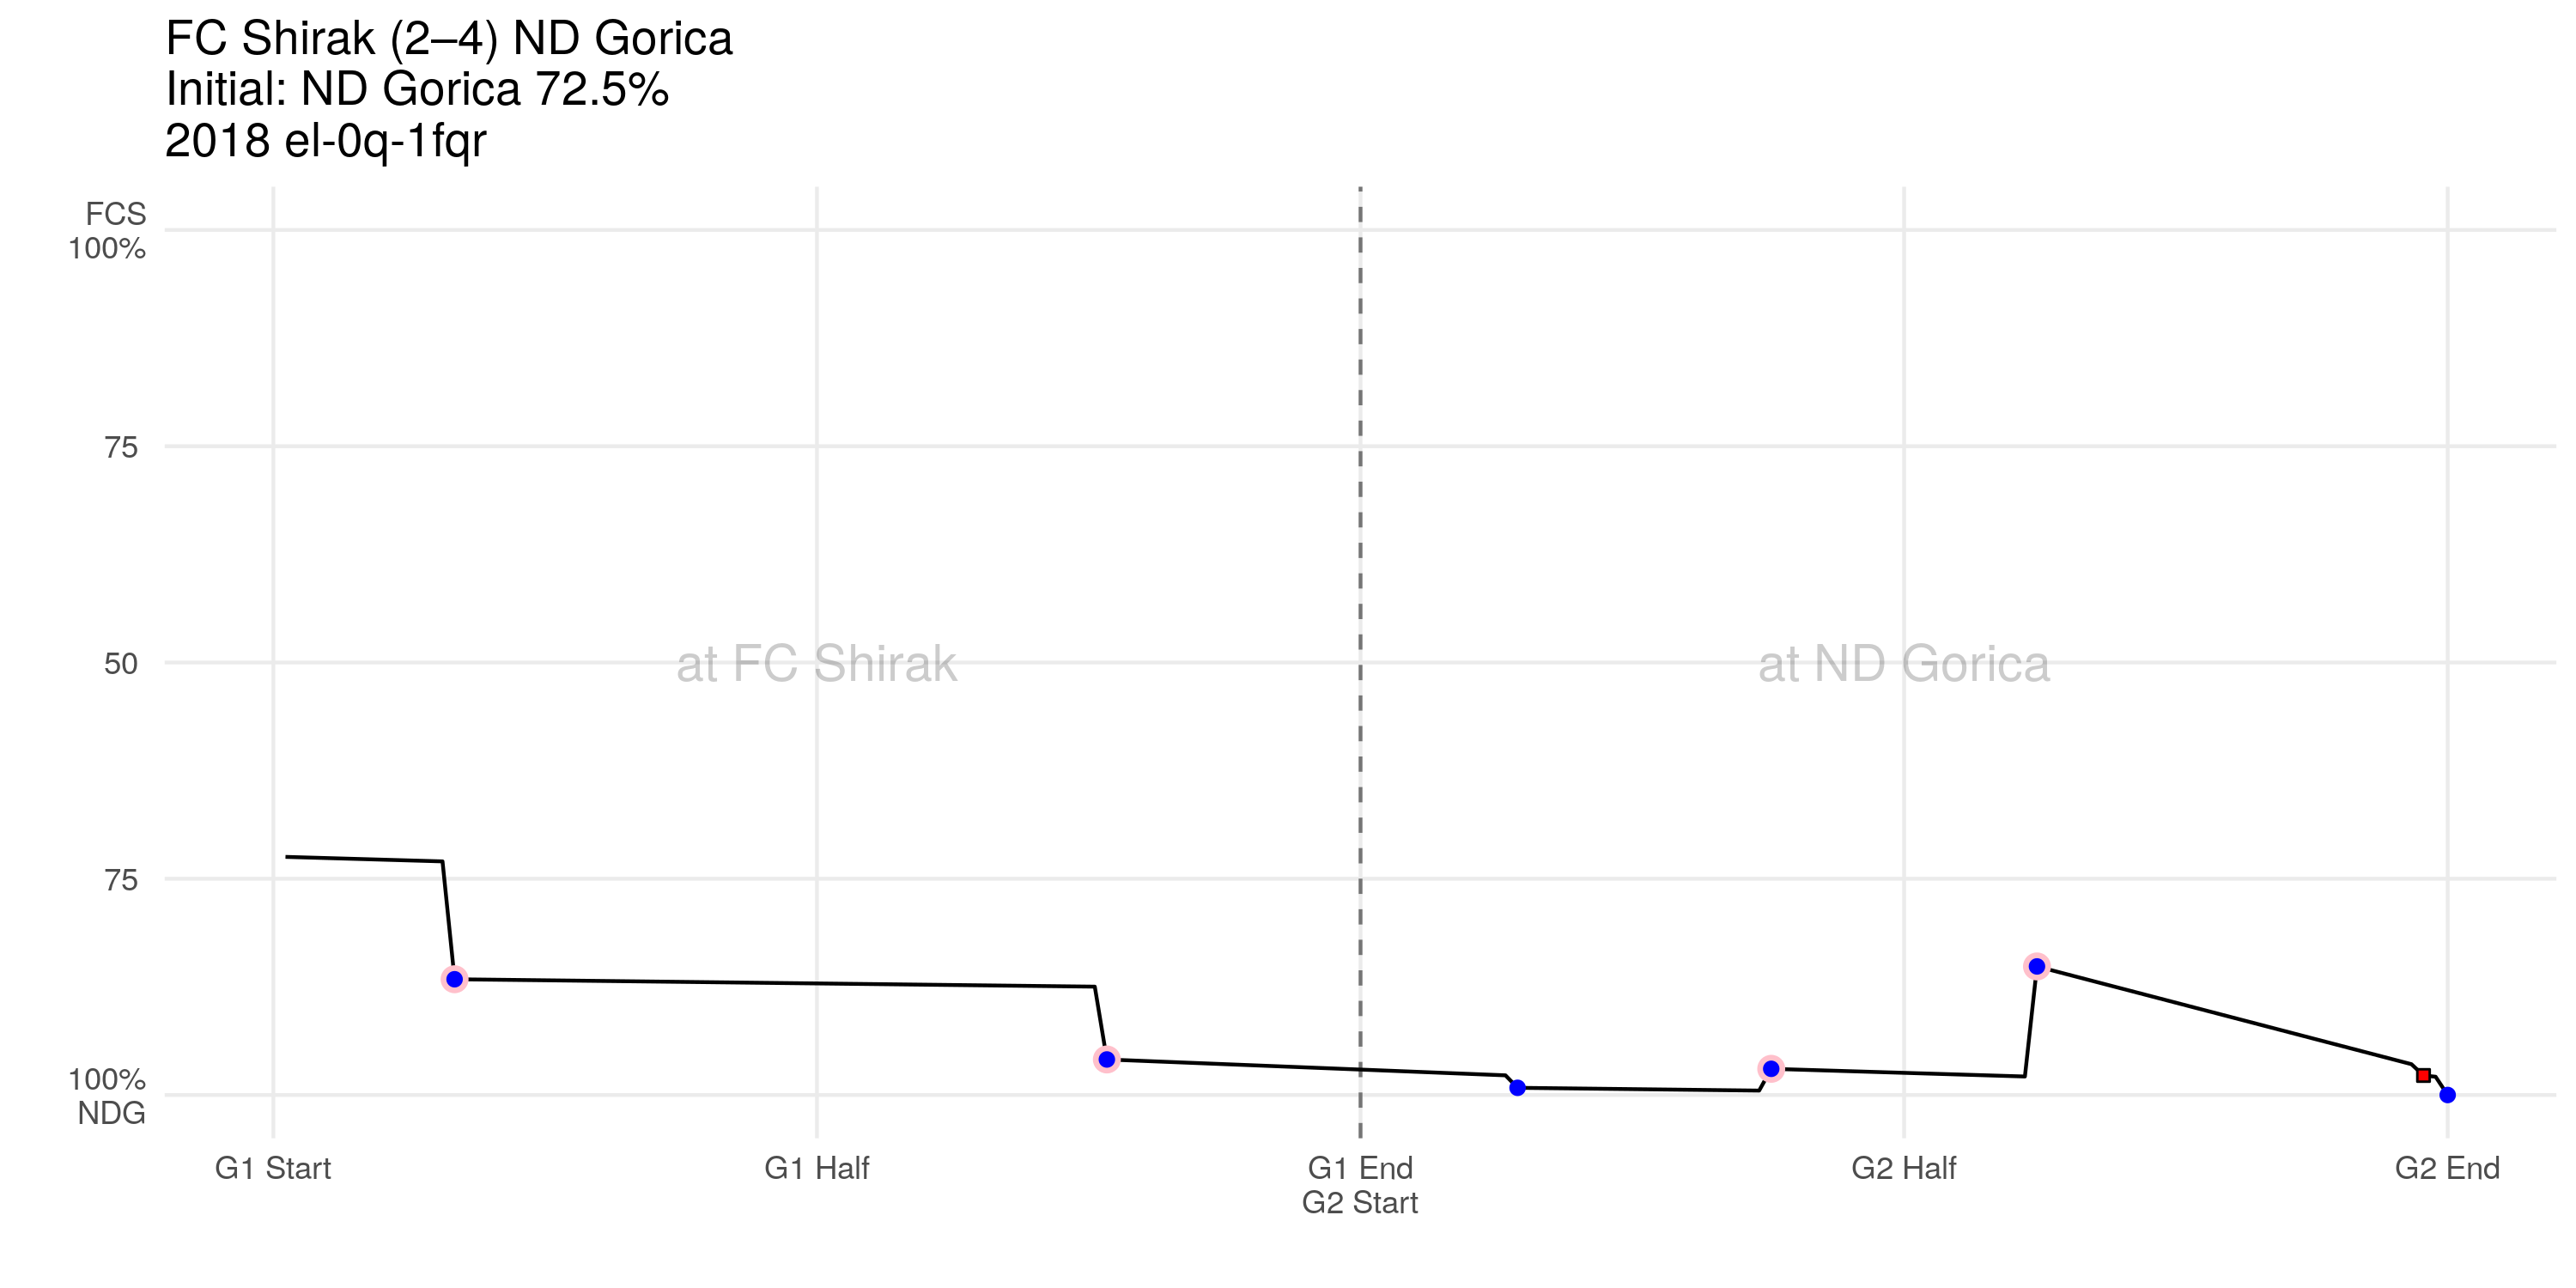 FC Shirak (2–4) ND Gorica
Initial: ND Gorica 72.5%
2018 el-0q-1fqr
FCS
100%
75
50
75
100%
NDG
at FC Shirak
at ND Gorica
G1 Start
G1 Half
G1 End
G2 Start
G2 Half
G2 End